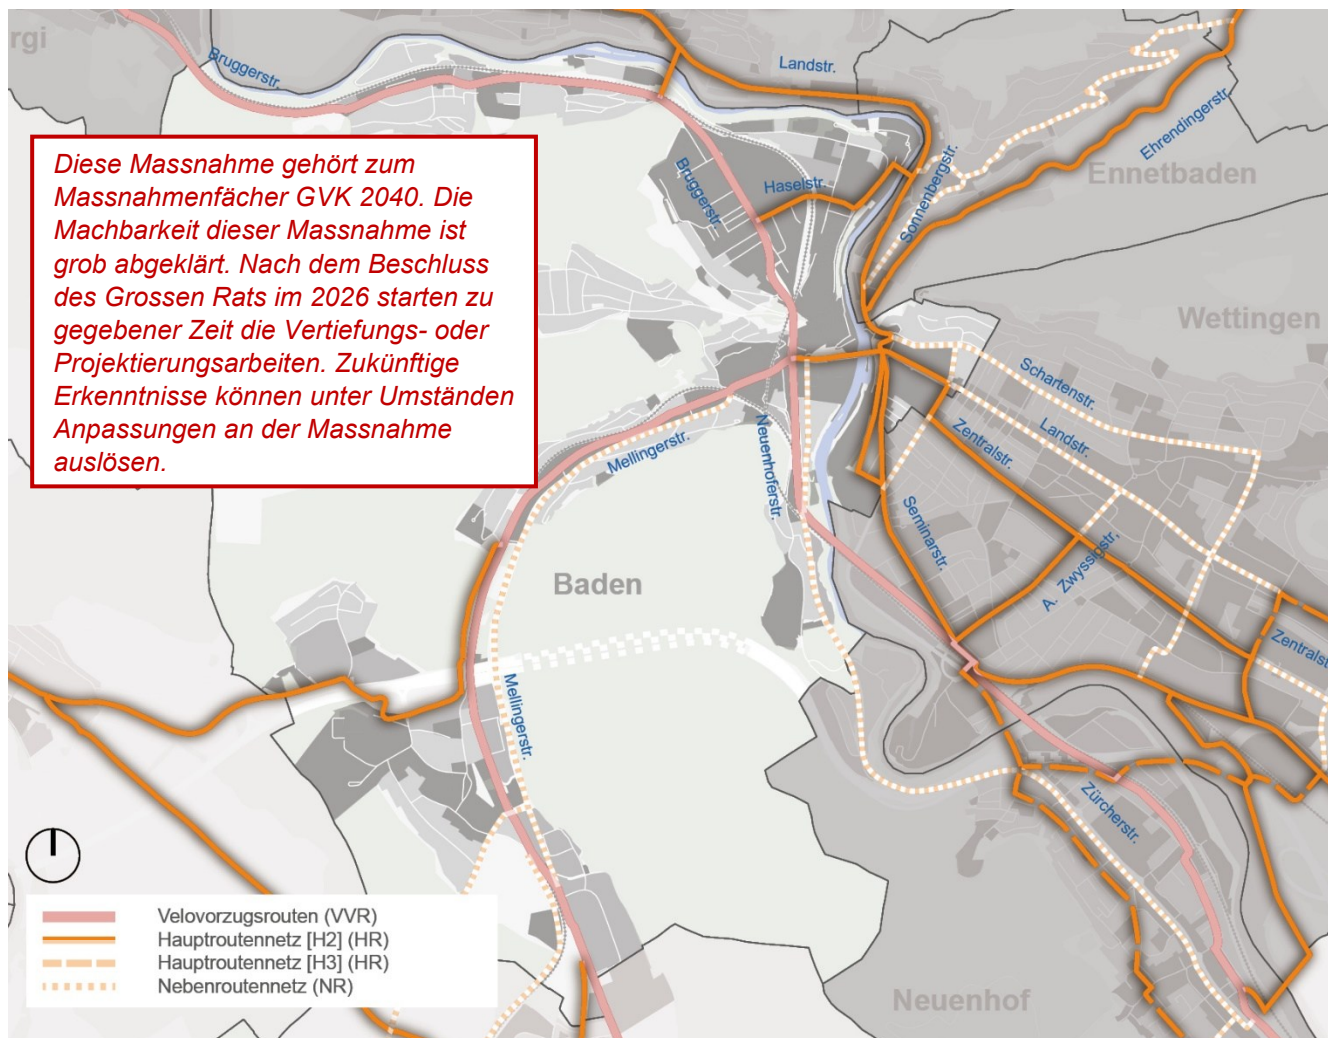 rgi
Bruggerstr.
Landstr.
Ehrendingerstr.
Ennetbaden
Sonnenbergstr.
Haselstr.
Bruggerstr.
Diese Massnahme gehört zum
Massnahmenfächer GVK 2040. Die
Machbarkeit dieser Massnahme ist
grob abgeklärt. Nach dem Beschluss
des Grossen Rats im 2026 starten zu
gegebener Zeit die Vertiefungs- oder
Projektierungsarbeiten. Zukünftige
Erkenntnisse können unter Umständen
Anpassungen an der Massnahme
auslösen.
Wettingen
Schartenstr.
Landstr.
Zentralstr.
Mellingerstr.
Neuenhoferstr.
Seminarstr.
A. Zwyssigstr,
Baden
Zentralst
Mellingerstr.
Zürcherstr.
Neuenhof
Velovorzugsrouten (VVR)
Hauptroutennetz [H2] (HR)
Hauptroutennetz [H3] (HR)
Nebenroutennetz (NR)